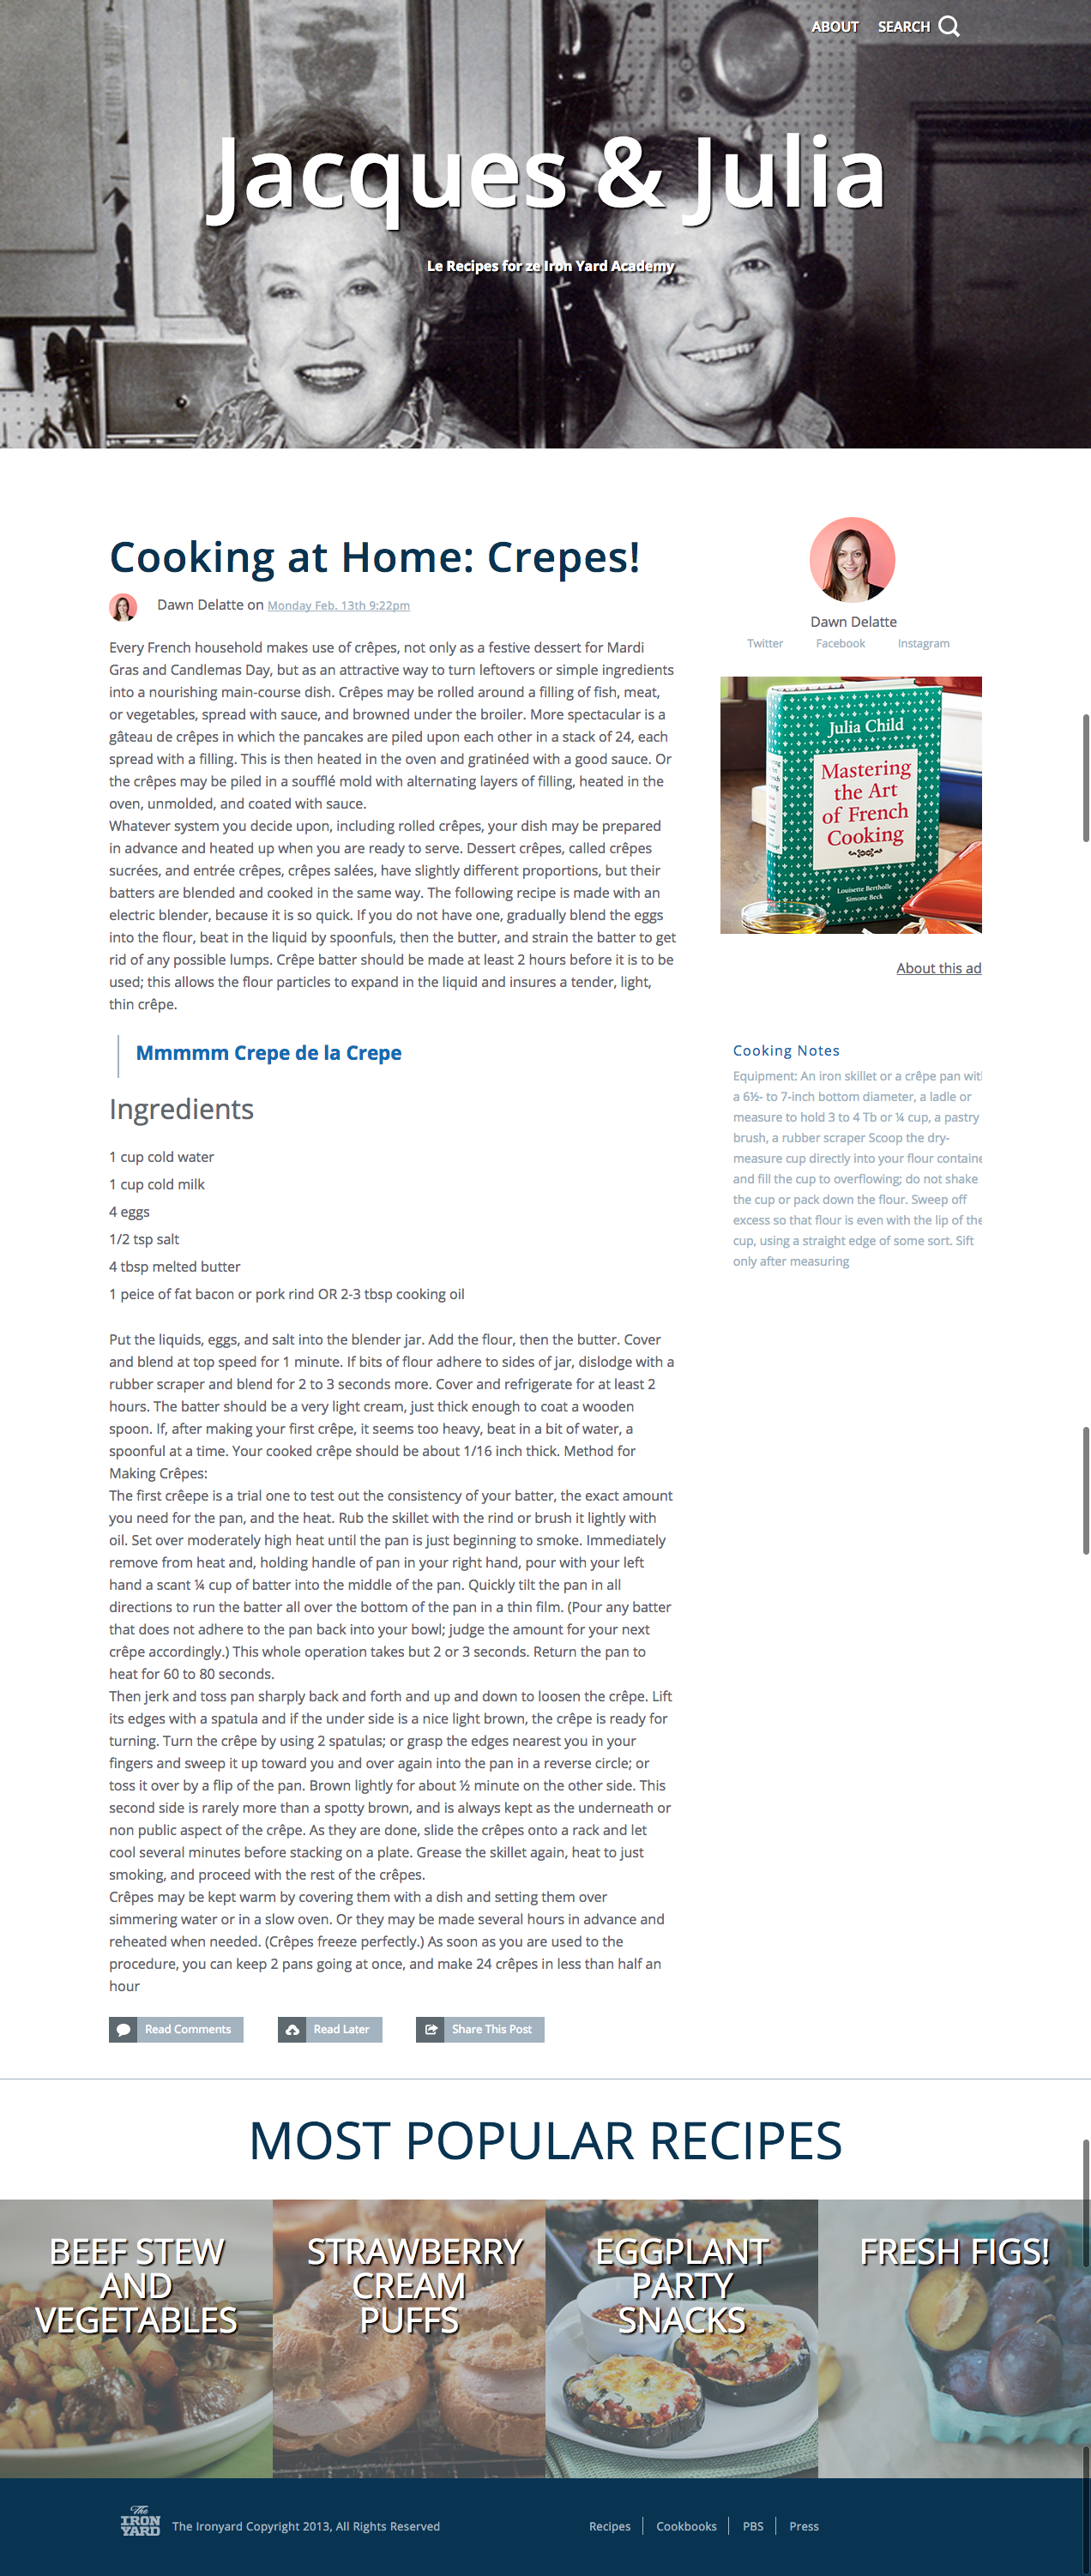 ABOUT SEARCH
Jacques & Julia
Le Recipes for ze Iron Yard Academy
Cooking at Home: Crepes!
Dawn Delatte on Monday Feb. 13th 9:22pm
Every French household makes use of crêpes, not only as a festive dessert for Mardi
Gras and Candlemas Day, but as an attractive way to turn leftovers or simple ingredients
into a nourishing main-course dish. Crêpes may be rolled around a filling of fish, meat,
or vegetables, spread with sauce, and browned under the broiler. More spectacular is a
gâteau de crêpes in which the pancakes are piled upon each other in a stack of 24, each
spread with a filling. This is then heated in the oven and gratinéed with a good sauce. Or
the crêpes may be piled in a soufflé mold with alternating layers of filling, heated in the
oven, unmolded, and coated with sauce.
Whatever system you decide upon, including rolled crêpes, your dish may be prepared
in advance and heated up when you are ready to serve. Dessert crêpes, called crêpes
sucrées, and entrée crêpes, crêpes salées, have slightly different proportions, but their
batters are blended and cooked in the same way. The following recipe is made with an
electric blender, because it is so quick. If you do not have one, gradually blend the eggs
into the flour, beat in the liquid by spoonfuls, then the butter, and strain the batter to get
rid of any possible lumps. Crêpe batter should be made at least 2 hours before it is to be
used; this allows the flour particles to expand in the liquid and insures a tender, light,
thin crêpe.
Mmmmm Crepe de la Crepe
Ingredients
1 cup cold water
1 cup cold milk
4 eggs
1/2 tsp salt
4 tbsp melted butter
1 peice of fat bacon or pork rind OR 2-3 tbsp cooking oil
Put the liquids, eggs, and salt into the blender jar. Add the flour, then the butter. Cover
and blend at top speed for 1 minute. If bits of flour adhere to sides of jar, dislodge with a
rubber scraper and blend for 2 to 3 seconds more. Cover and refrigerate for at least 2
hours. The batter should be a very light cream, just thick enough to coat a wooden
spoon. If, after making your first crêpe, it seems too heavy, beat in a bit of water, a
spoonful at a time. Your cooked crêpe should be about 1/16 inch thick. Method for
Making Crêpes:
The first crêepe is a trial one to test out the consistency of your batter, the exact amount
you need for the pan, and the heat. Rub the skillet with the rind or brush it lightly with
oil. Set over moderately high heat until the pan is just beginning to smoke. Immediately
remove from heat and, holding handle of pan in your right hand, pour with your left
hand a scant ¼ cup of batter into the middle of the pan. Quickly tilt the pan in all
directions to run the batter all over the bottom of the pan in a thin film. (Pour any batter
that does not adhere to the pan back into your bowl; judge the amount for your next
crêpe accordingly.) This whole operation takes but 2 or 3 seconds. Return the pan to
heat for 60 to 80 seconds.
Then jerk and toss pan sharply back and forth and up and down to loosen the crêpe. Lift
its edges with a spatula and if the under side is a nice light brown, the crêpe is ready for
turning. Turn the crêpe by using 2 spatulas; or grasp the edges nearest you in your
fingers and sweep it up toward you and over again into the pan in a reverse circle; or
toss it over by a flip of the pan. Brown lightly for about ½ minute on the other side. This
second side is rarely more than a spotty brown, and is always kept as the underneath or
non public aspect of the crêpe. As they are done, slide the crêpes onto a rack and let
cool several minutes before stacking on a plate. Grease the skillet again, heat to just
smoking, and proceed with the rest of the crêpes.
Crêpes may be kept warm by covering them with a dish and setting them over
simmering water or in a slow oven. Or they may be made several hours in advance and
reheated when needed. (Crêpes freeze perfectly.) As soon as you are used to the
procedure, you can keep 2 pans going at once, and make 24 crêpes in less than half an
hour
Read Comments Read Later Share This Post
Dawn Delatte
Twitter Facebook Instagram
Julia Child
Mastering
the Art
of French
Cooking
Louisette Bertholle
Simone Beck
About this ad
Cooking Notes
Equipment: An iron skillet or a crêpe pan with
a 6½- to 7-inch bottom diameter, a ladle or
measure to hold 3 to 4 Tb or ¼ cup, a pastry
brush, a rubber scraper Scoop the dry-
measure cup directly into your flour containe
and fill the cup to overflowing; do not shake
the cup or pack down the flour. Sweep off
excess so that flour is even with the lip of the
cup, using a straight edge of some sort. Sift
only after measuring
MOST POPULAR RECIPES
BEEF STEW
AND
VEGETABLES
STRAWBERRY
CREAM
PUFFS
EGGPLANT
PARTY
SNACKS
FRESH FIGS!
The
IRON
YARD
The Ironyard Copyright 2013, All Rights Reserved
Recipes Cookbooks PBS Press